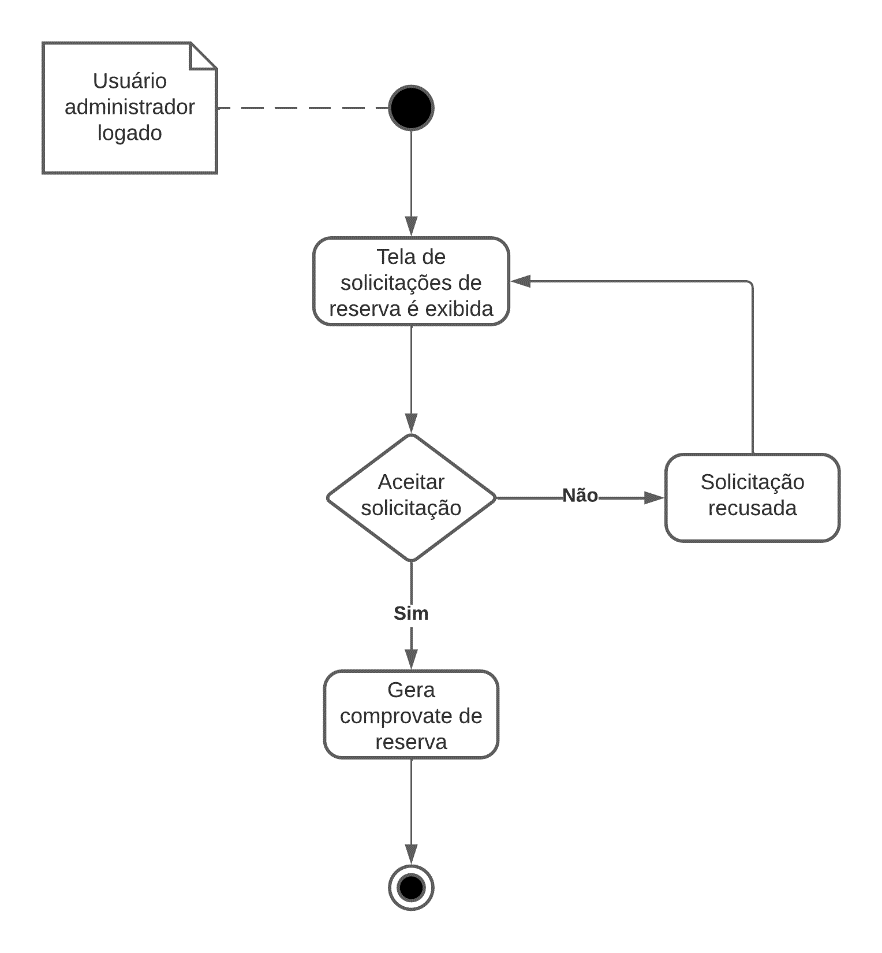 Usuário
administrador
logado
Tela de
solicitações de
reserva é exibida
Aceitar
solicitação
Não
Solicitação
recusada
Sim
Gera
comprovate de
reserva